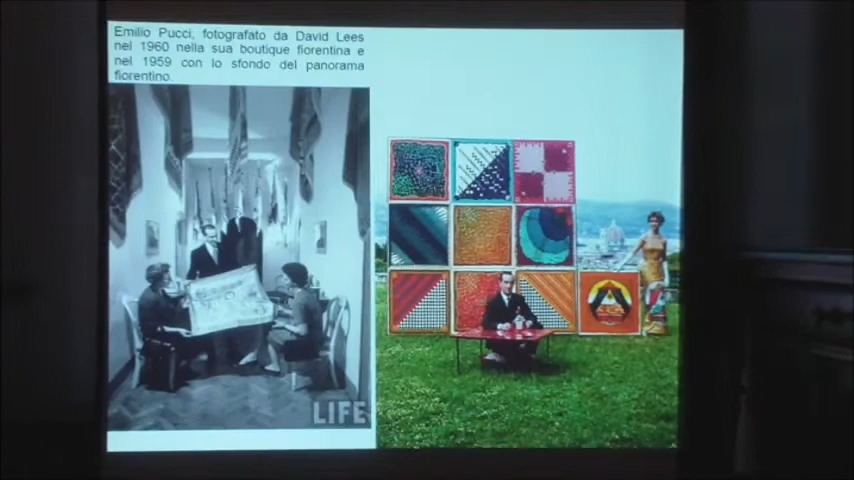 Emilio Pucci, fotografato da David Lees
nel 1960 nella sua boutique fiorentina e
nel 1959 con lo sfondo del panorama
fiorentino.
LIFE